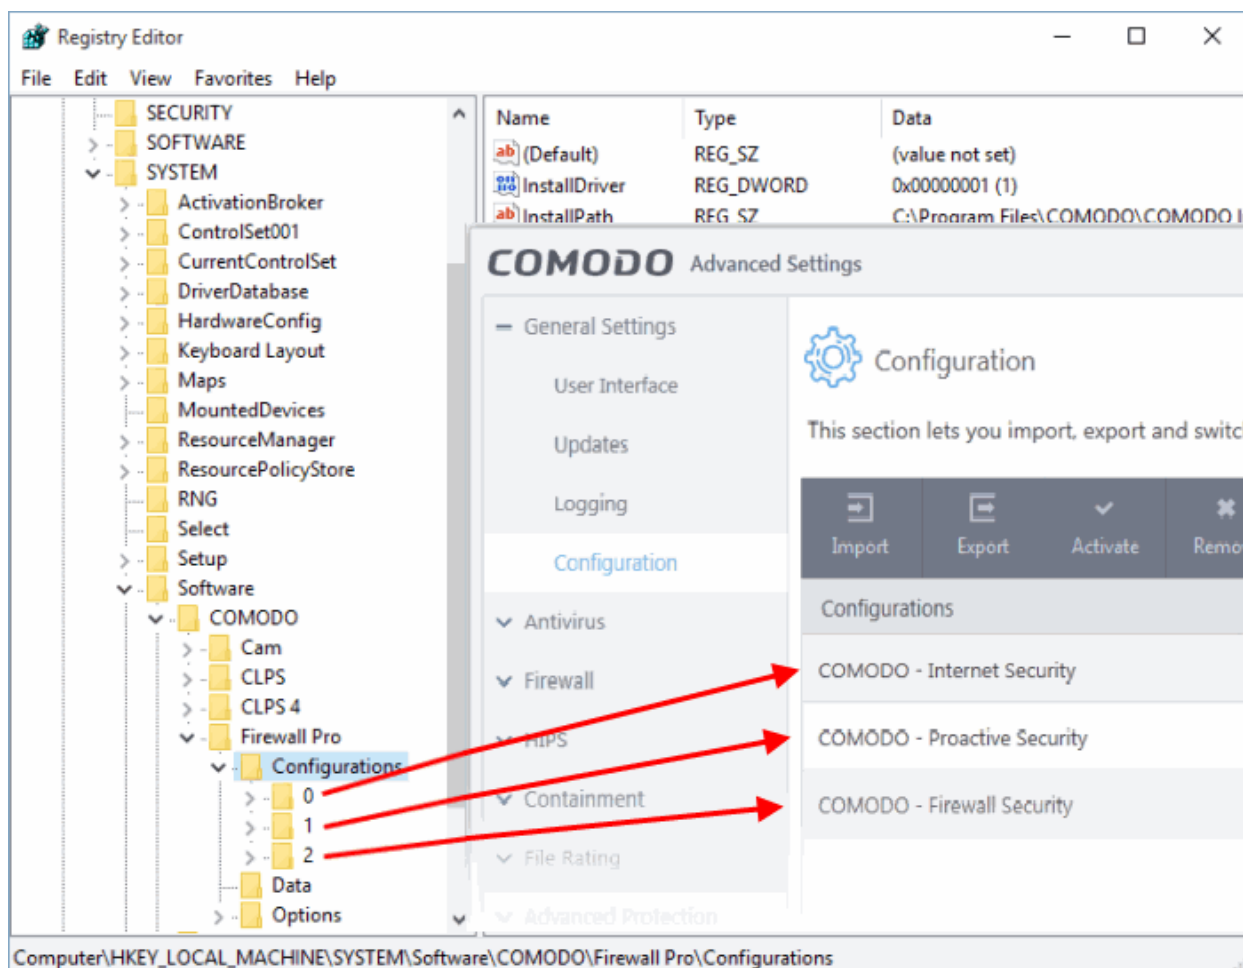 Registry Editor
File Edit View Favorites Help
SECURITY
SOFTWARE
SYSTEM
ActivationBroker
ControlSet001
CurrentControlSet
DriverDatabase
HardwareConfig
Keyboard Layout
Maps
MountedDevices
ResourceManager
ResourcePolicyStore
RNG
Select
Setup
Software
COMODO
Cam
CLPS
CLPS 4
Firewall Pro
Configurations
0
1
2
Data
Options
Name Type Data
(Default) REG_SZ (value not set)
InstallDriver REG_DWORD 0x00000001 (1)
InstallPath REG_SZ C:\Program Files\COMODO\COMODO I
COMODO Advanced Settings
General Settings
User Interface
Updates
Logging
Configuration
Antivirus
Firewall
HIPS
Containment
File Rating
Advanced Protection
Configuration
This section lets you import, export and switc
Import Export Activate Remo
Configurations
COMODO - Internet Security
COMODO - Proactive Security
COMODO - Firewall Security
Computer\HKEY_LOCAL_MACHINE\SYSTEM\Software\COMODO\Firewall Pro\Configurations